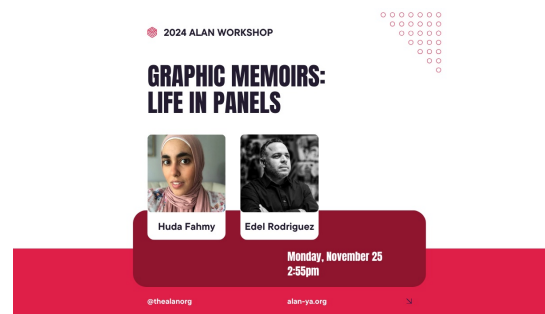 2024 ALAN WORKSHOP
GRAPHIC MEMOIRS:
LIFE IN PANELS
Huda Fahmy
Edel Rodriguez
Monday, November 25
2:55pm
@thealanorg
alan-ya.org